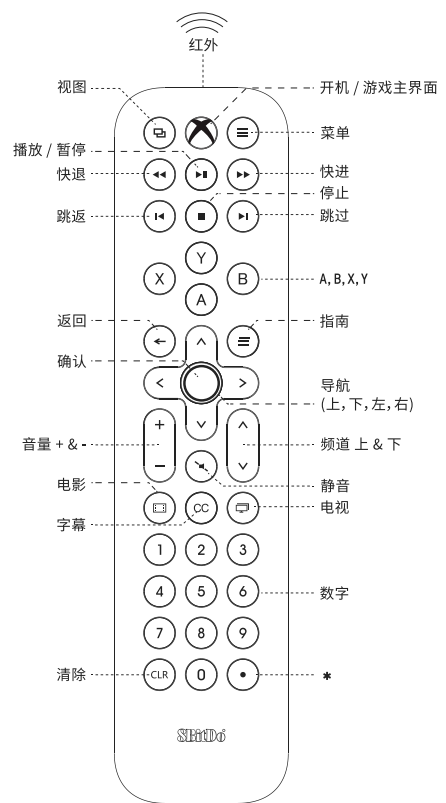 红外
视图
开机 / 游戏主界面
菜单
播放 / 暂停
快退
快进
停止
跳返
跳过
Y
X
B
A
A,B,X,Y
返回
指南
确认
导航
(上，下，左，右)
音量 + & -
频道 上 & 下
静音
电影
CC
电视
字幕
1 2 3
4 5 6
数字
7 8 9
清除
CLR 0
*
8BitDo